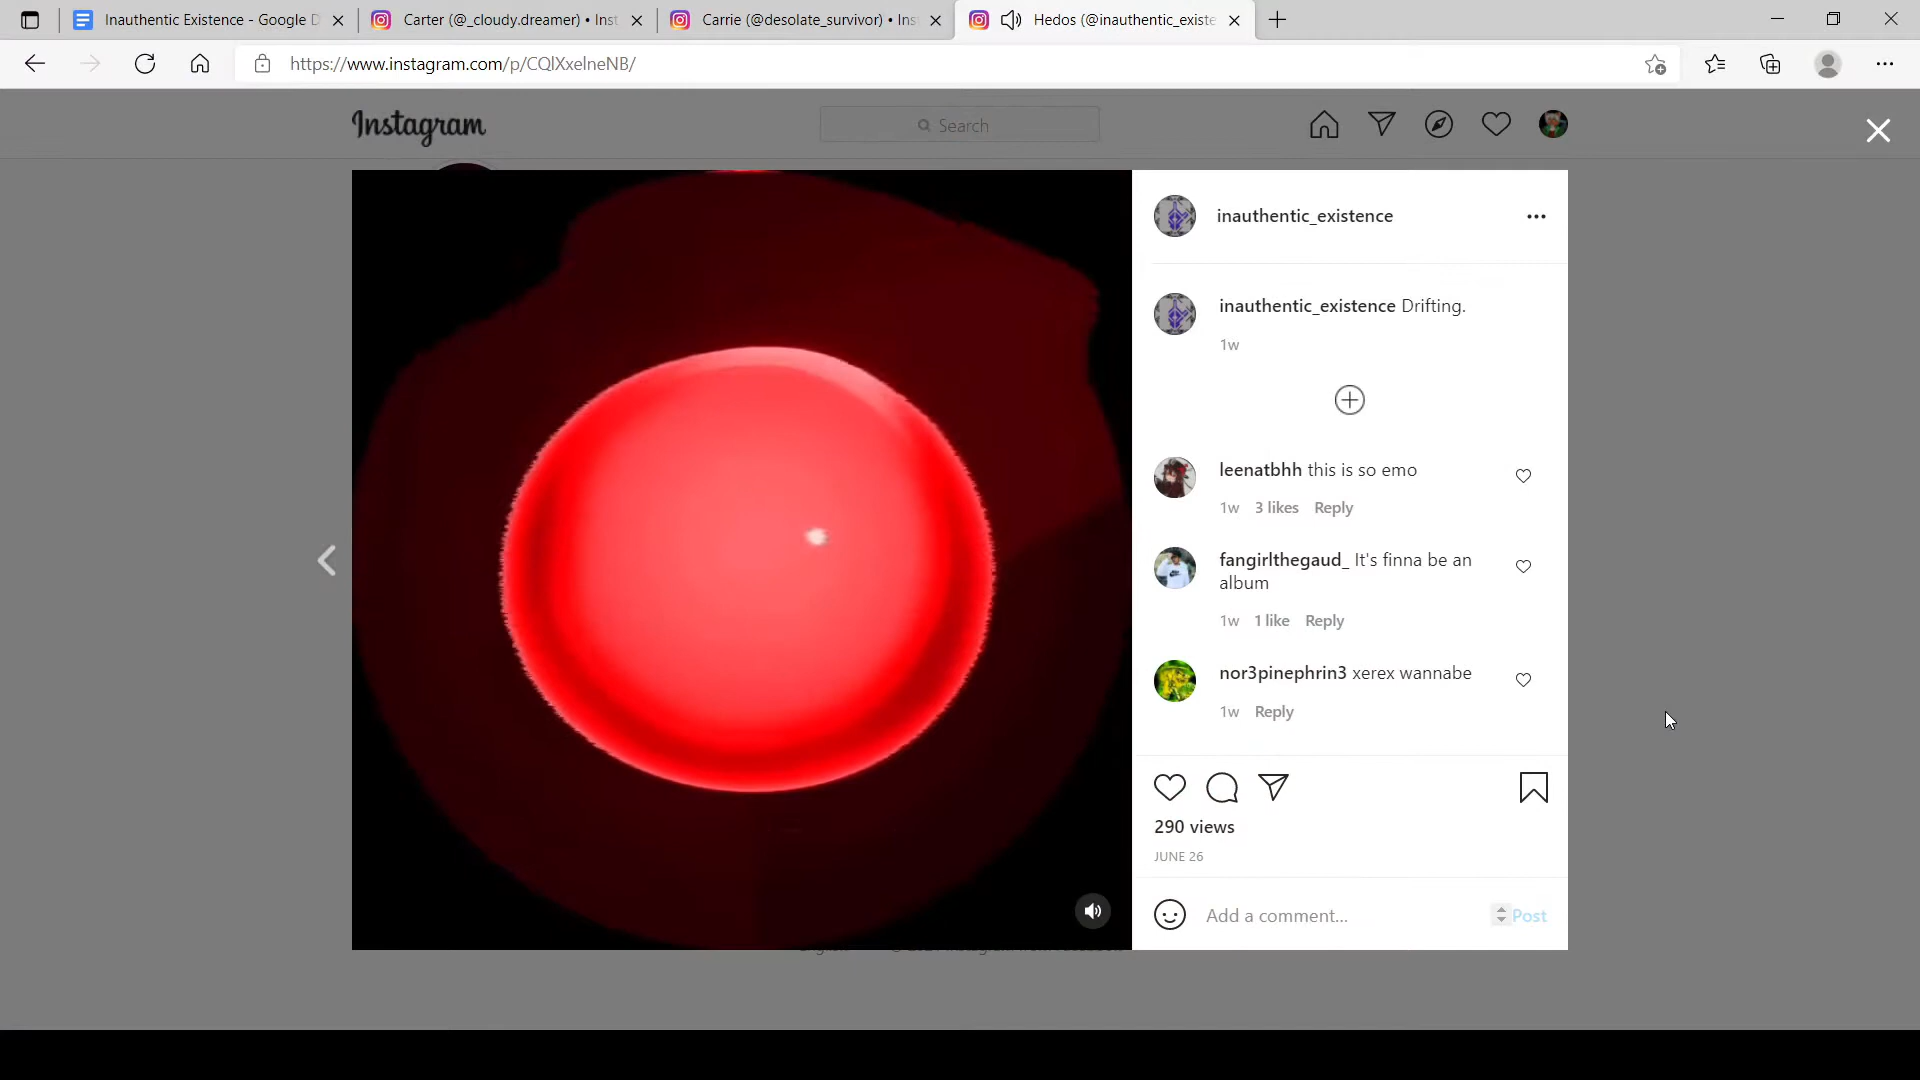 Inauthentic Existence - Google D
Carter (@_cloudy.dreamer) • Inst
Carrie (@desolate_survivor) • Ins
Hedos (@inauthentic_existe
https://www.instagram.com/p/CQlXxelneNB/
Instagram
Search
inauthentic_existence
inauthentic_existence Drifting.
1w
leenatbhh this is so emo
1w 3 likes Reply
fangirlthegaud_ It's finna be an
album
1w 1 like Reply
nor3pinephrin3 xerex wannabe
1w Reply
290 views
JUNE 26
Add a comment...
Post